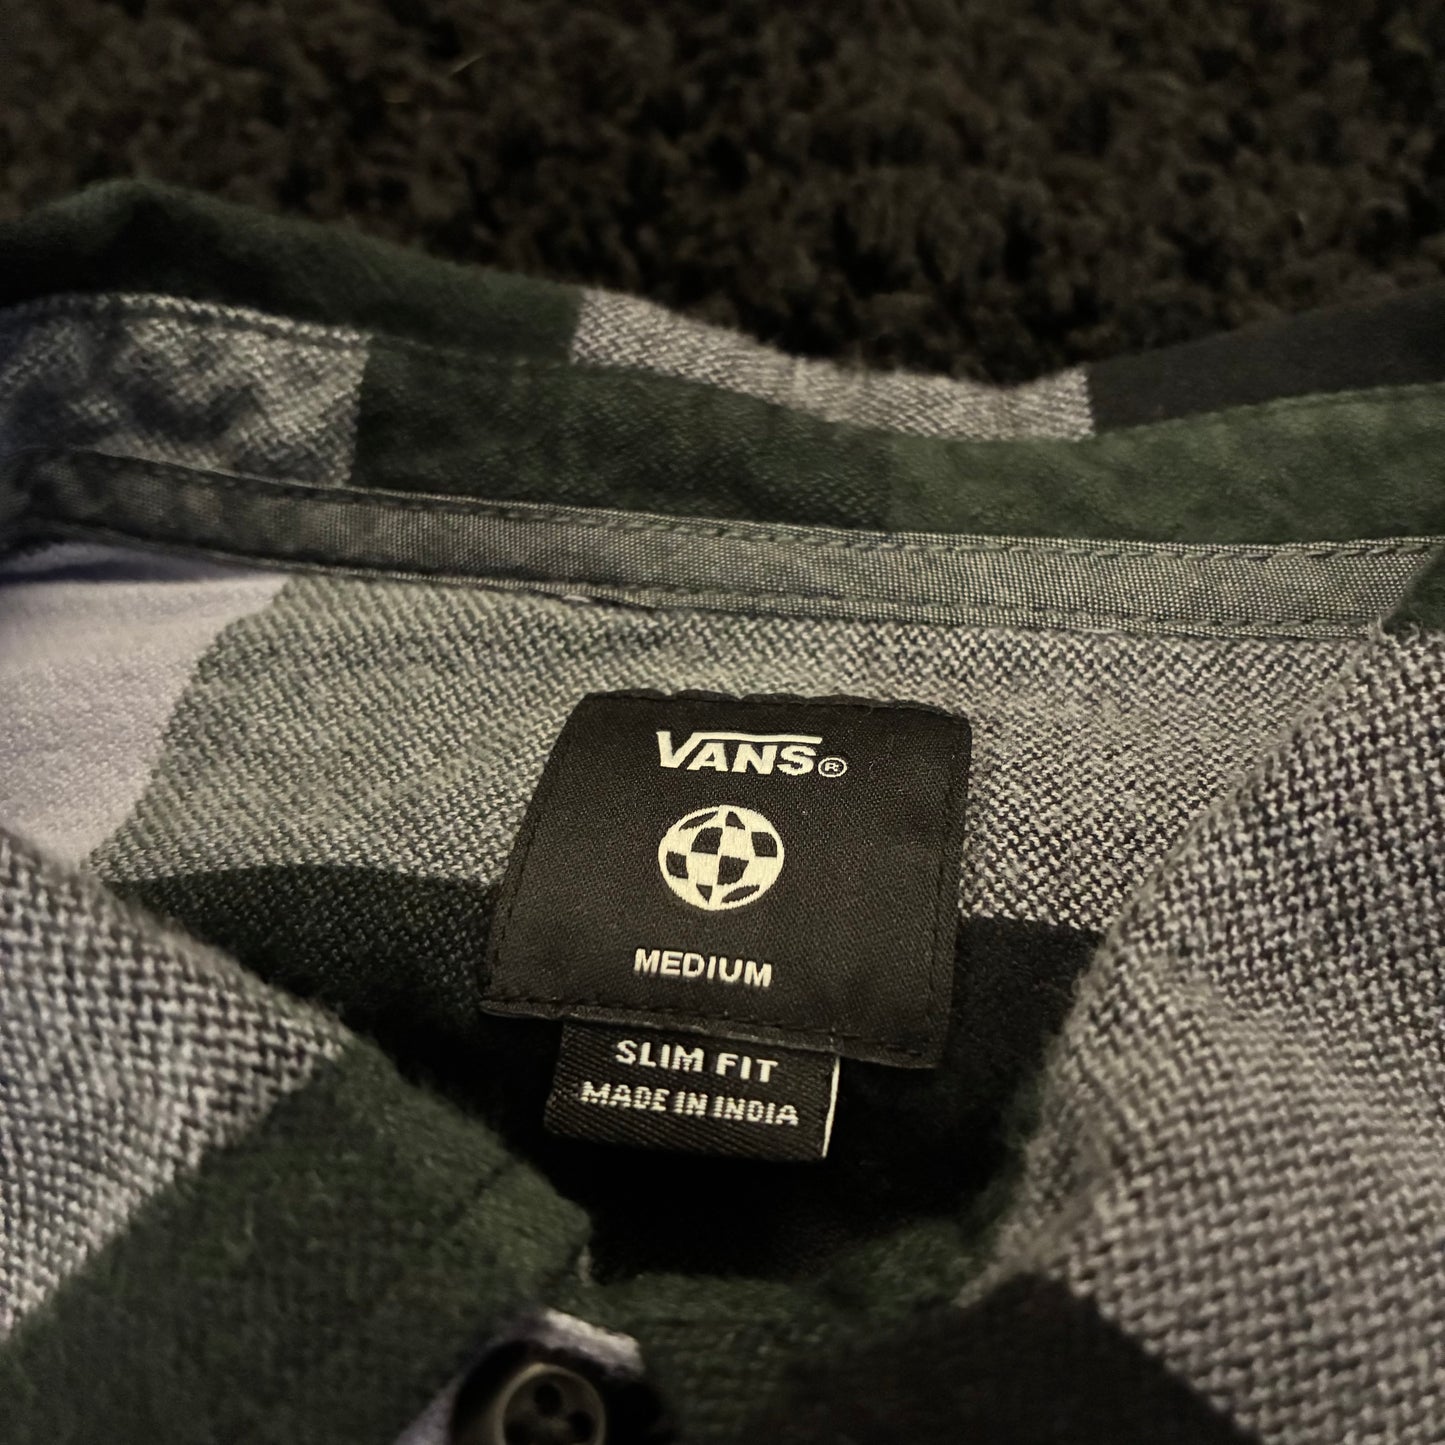 VANS®
MEDIUM
SLIM FIT
MADE IN INDIA